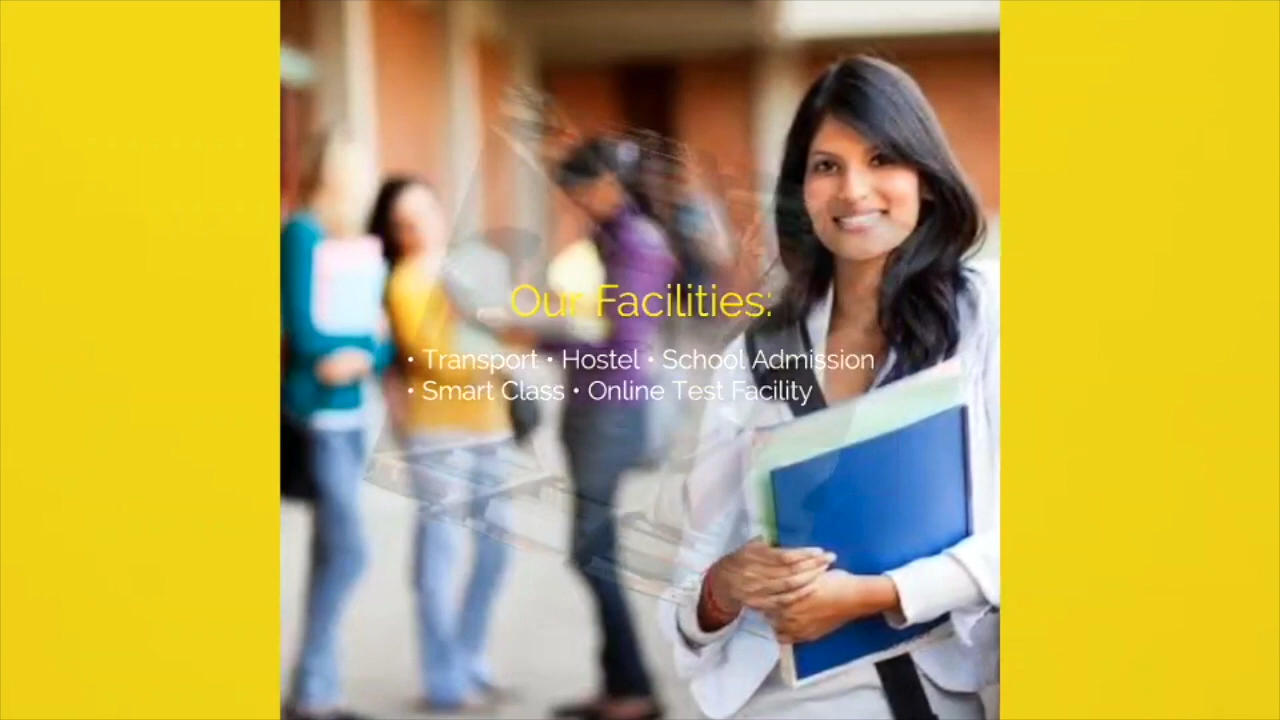 Our Facilities:
• Transport • Hostel • School Admission
• Smart Class • Online Test Facility